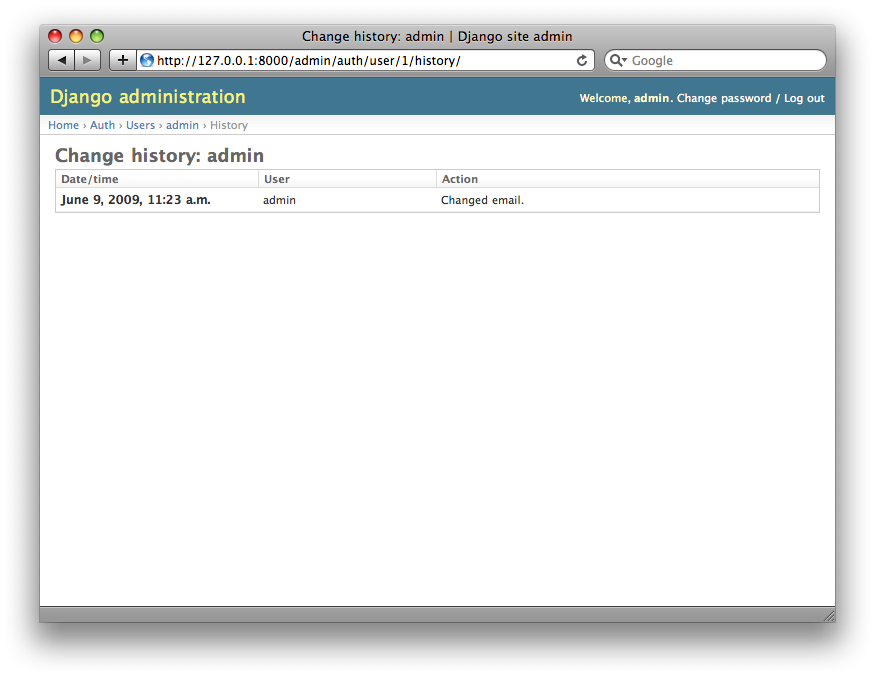 Change history: admin | Django site admin
http://127.0.0.1:8000/admin/auth/user/1/history/ Google
Django administration Welcome, admin. Change password / Log out
Home › Auth › Users › admin › History
Change history: admin
Date/time User Action
June 9, 2009, 11:23 a.m. admin Changed email.